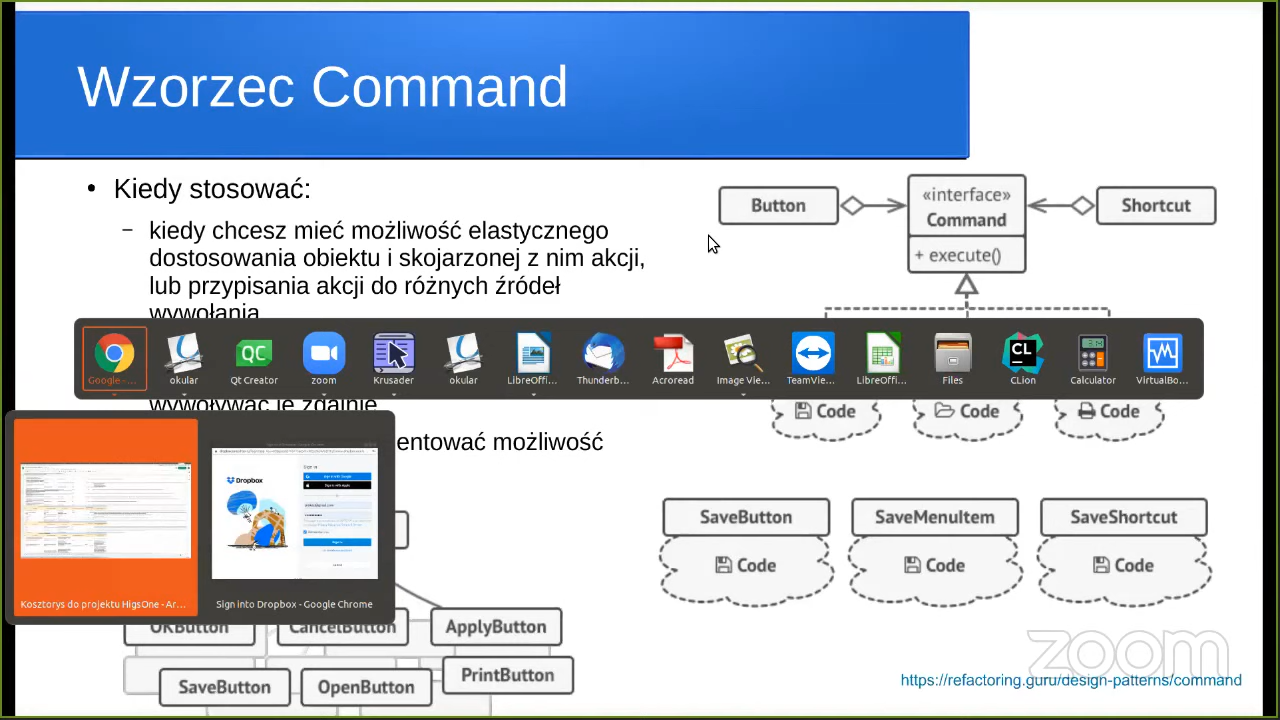 Wzorzec Command
• Kiedy stosować:
– kiedy chcesz mieć możliwość elastycznego
dostosowania obiektu i skojarzonej z nim akcji,
lub przypisania akcji do różnych źródeł
wywołania
Button
«interface»
Command
+ execute()
Shortcut
Google - ...
okular
Qt Creator
zoom
Krusader
okular
LibreOffi...
Thunderb...
Acroread
Image Vie...
TeamVie...
LibreOffi...
Files
CLion
Calculator
VirtualBo...
wywoływać je zdalnie
Code
Code
Code
entować możliwość
Dropbox
Kosztorys do projektu HigsOne - Ar...
Sign into Dropbox - Google Chrome
SaveButton
SaveMenuItem
SaveShortcut
Code
Code
Code
OKButton
CancelButton
ApplyButton
SaveButton
OpenButton
PrintButton
zoom
https://refactoring.guru/design-patterns/command